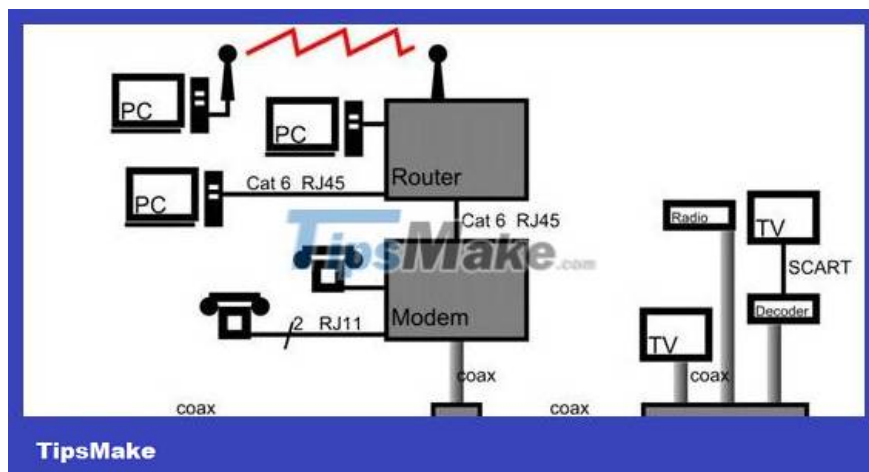 PC
PC
Router
Cat 6 RJ45
PC
Cat 6 RJ45
Radio
TV
TipsMake.com
SCART
Decoder
2 RJ11
Modem
TV
coax
coax
coax
coax
TipsMake